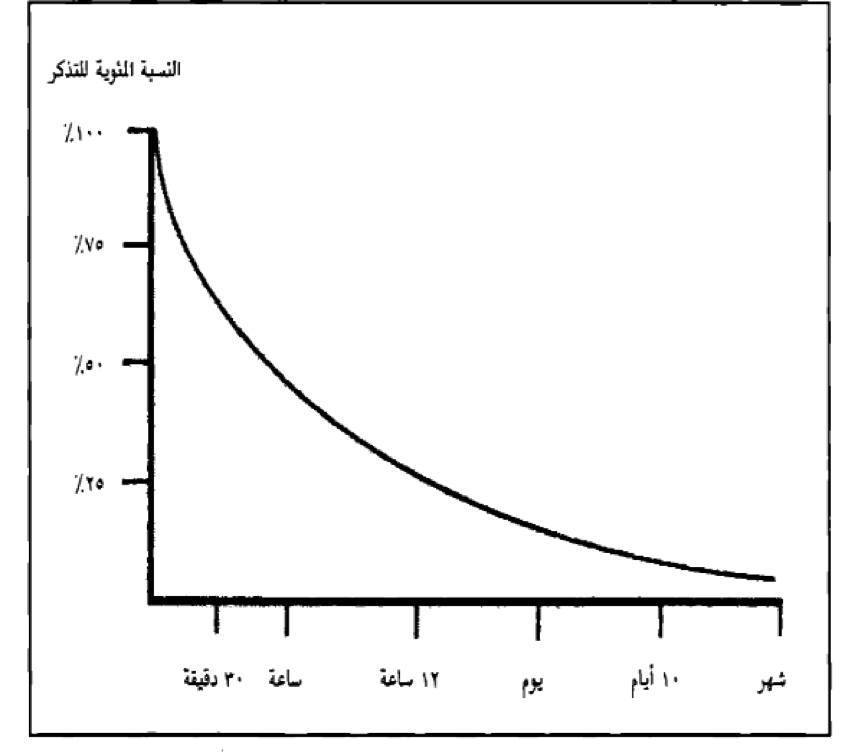 النسبة المئوية للتذكر
٪١٠٠
٪٧٥
٪٥٠
٪٢٥
٣٠ دقيقة
ساعة
١٢ ساعة
يوم
١٠ أيام
شهر